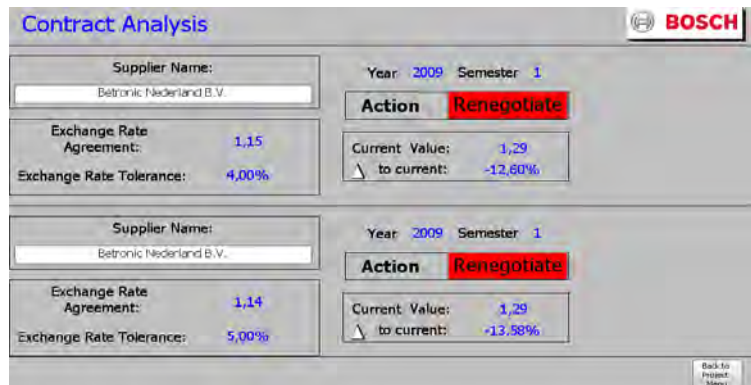 Contract Analysis
BOSCH
Supplier Name:
Betronic Nederland B.V.
Year 2009 Semester 1
Action Renegotiate
Exchange Rate
Agreement: 1,15
Exchange Rate Tolerance: 4,00%
Current Value: 1,29
△ to current: -12,60%
Supplier Name:
Betronic Nederland B.V.
Year 2009 Semester 1
Action Renegotiate
Exchange Rate
Agreement: 1,14
Exchange Rate Tolerance: 5,00%
Current Value: 1,29
△ to current: -13,58%
Back to
Project
Menu